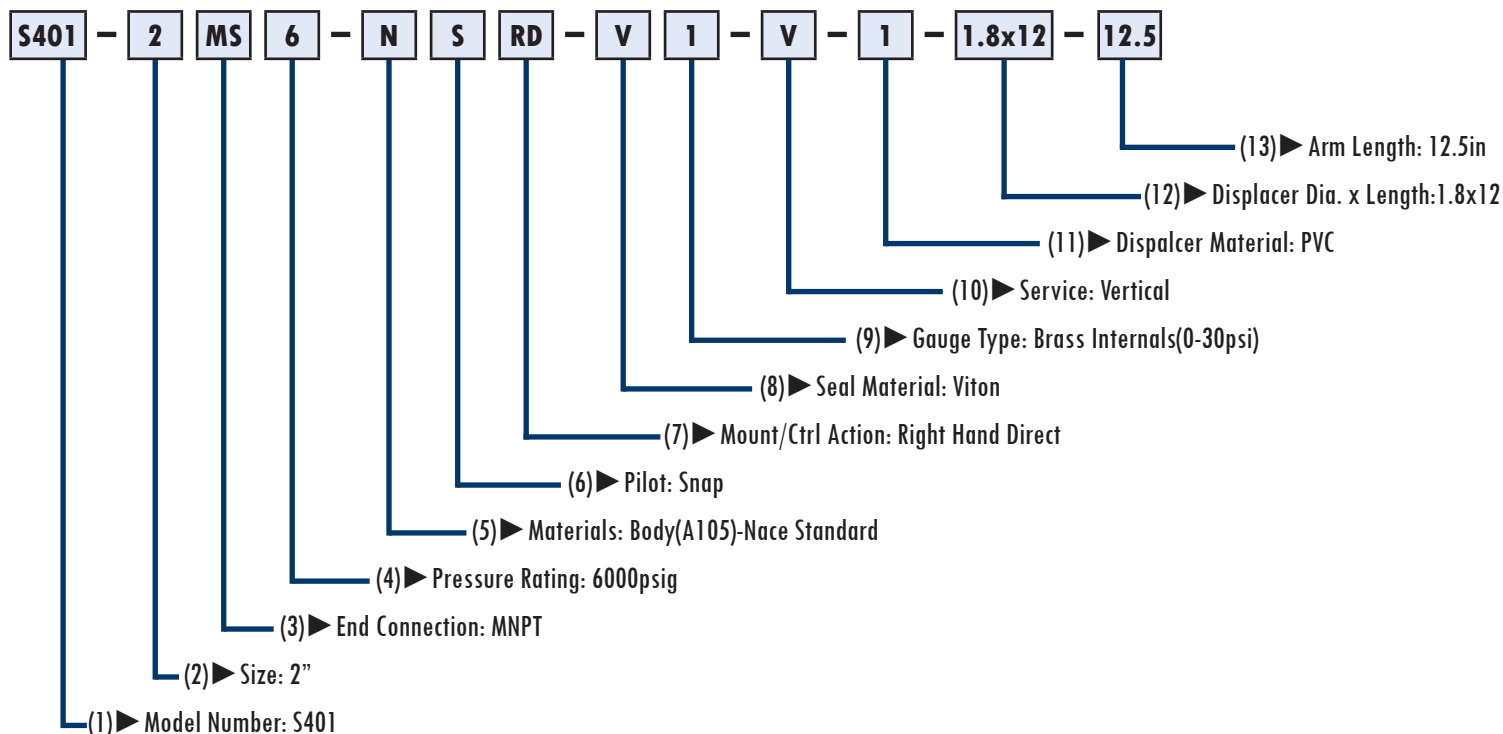 S401 – 2 MS 6 – N S RD – V 1 – V – 1 – 1.8x12 – 12.5
(13)▶ Arm Length: 12.5in
(12)▶ Displacer Dia. x Length:1.8x12
(11)▶ Dispalcer Material: PVC
(10)▶ Service: Vertical
(9)▶ Gauge Type: Brass Internals(0-30psi)
(8)▶ Seal Material: Viton
(7)▶ Mount/Ctrl Action: Right Hand Direct
(6)▶ Pilot: Snap
(5)▶ Materials: Body(A105)-Nace Standard
(4)▶ Pressure Rating: 6000psig
(3)▶ End Connection: MNPT
(2)▶ Size: 2”
(1)▶ Model Number: S401